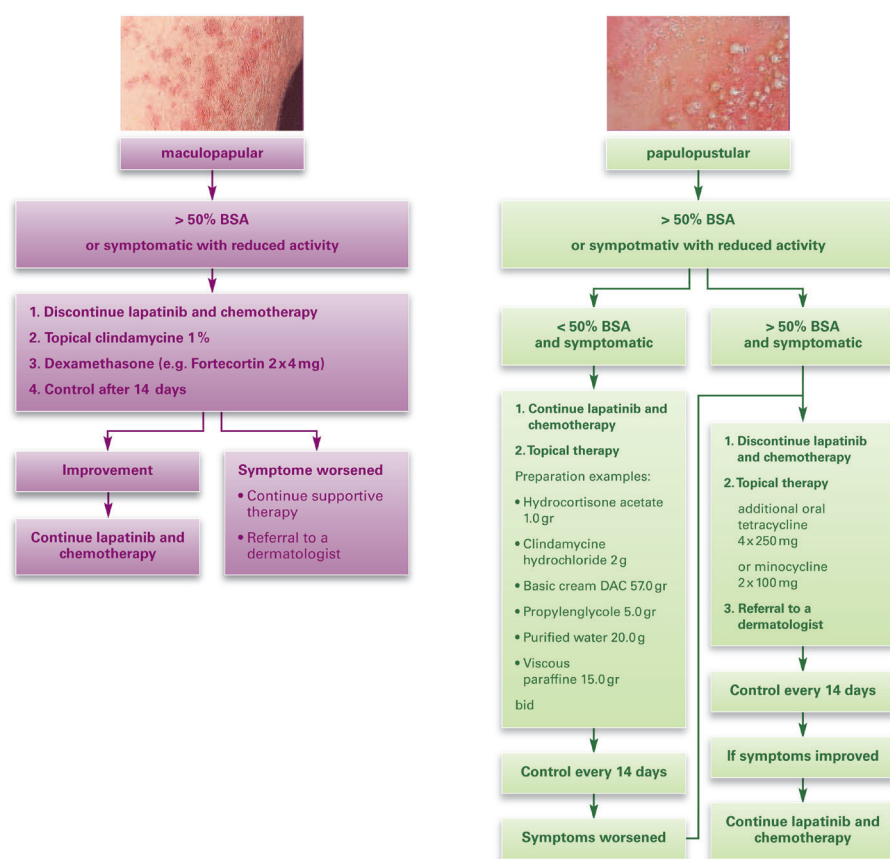 maculopapular
> 50% BSA
or symptomatic with reduced activity
1. Discontinue lapatinib and chemotherapy
2. Topical clindamycine 1 %
3. Dexamethasone (e.g. Fortecortin 2 x 4 mg)
4. Control after 14 days
Improvement
Continue lapatinib and
chemotherapy
Symptome worsened
• Continue supportive
therapy
• Referral to a
dermatologist
papulopustular
> 50% BSA
or sympotmativ with reduced activity
< 50% BSA
and symptomatic
1. Continue lapatinib and
chemotherapy
2. Topical therapy
Preparation examples:
• Hydrocortisone acetate
1.0 gr
• Clindamycine
hydrochloride 2 g
• Basic cream DAC 57.0 gr
• Propylenglycole 5.0 gr
• Purified water 20.0 g
• Viscous
paraffine 15.0 gr
bid
Control every 14 days
Symptoms worsened
> 50% BSA
and symptomatic
1. Discontinue lapatinib
and chemotherapy
2. Topical therapy
additional oral
tetracycline
4 x 250 mg
or minocycline
2 x 100 mg
3. Referral to a
dermatologist
Control every 14 days
If symptoms improved
Continue lapatinib and
chemotherapy